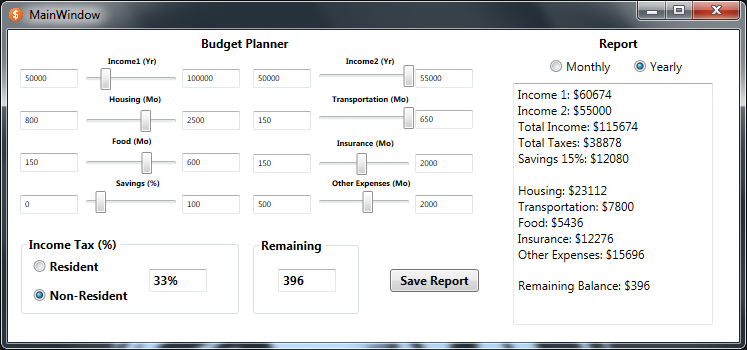 MainWindow
Budget Planner
Income1 (Yr)
50000 100000
Income2 (Yr)
50000 55000
Housing (Mo)
800 2500
Transportation (Mo)
150 650
Food (Mo)
150 600
Insurance (Mo)
150 2000
Savings (%)
0 100
Other Expenses (Mo)
500 2000
Income Tax (%)
Resident
Non-Resident
33%
Remaining
396
Save Report
Report
Monthly Yearly
Income 1: $60674
Income 2: $55000
Total Income: $115674
Total Taxes: $38878
Savings 15%: $12080
Housing: $23112
Transportation: $7800
Food: $5436
Insurance: $12276
Other Expenses: $15696
Remaining Balance: $396